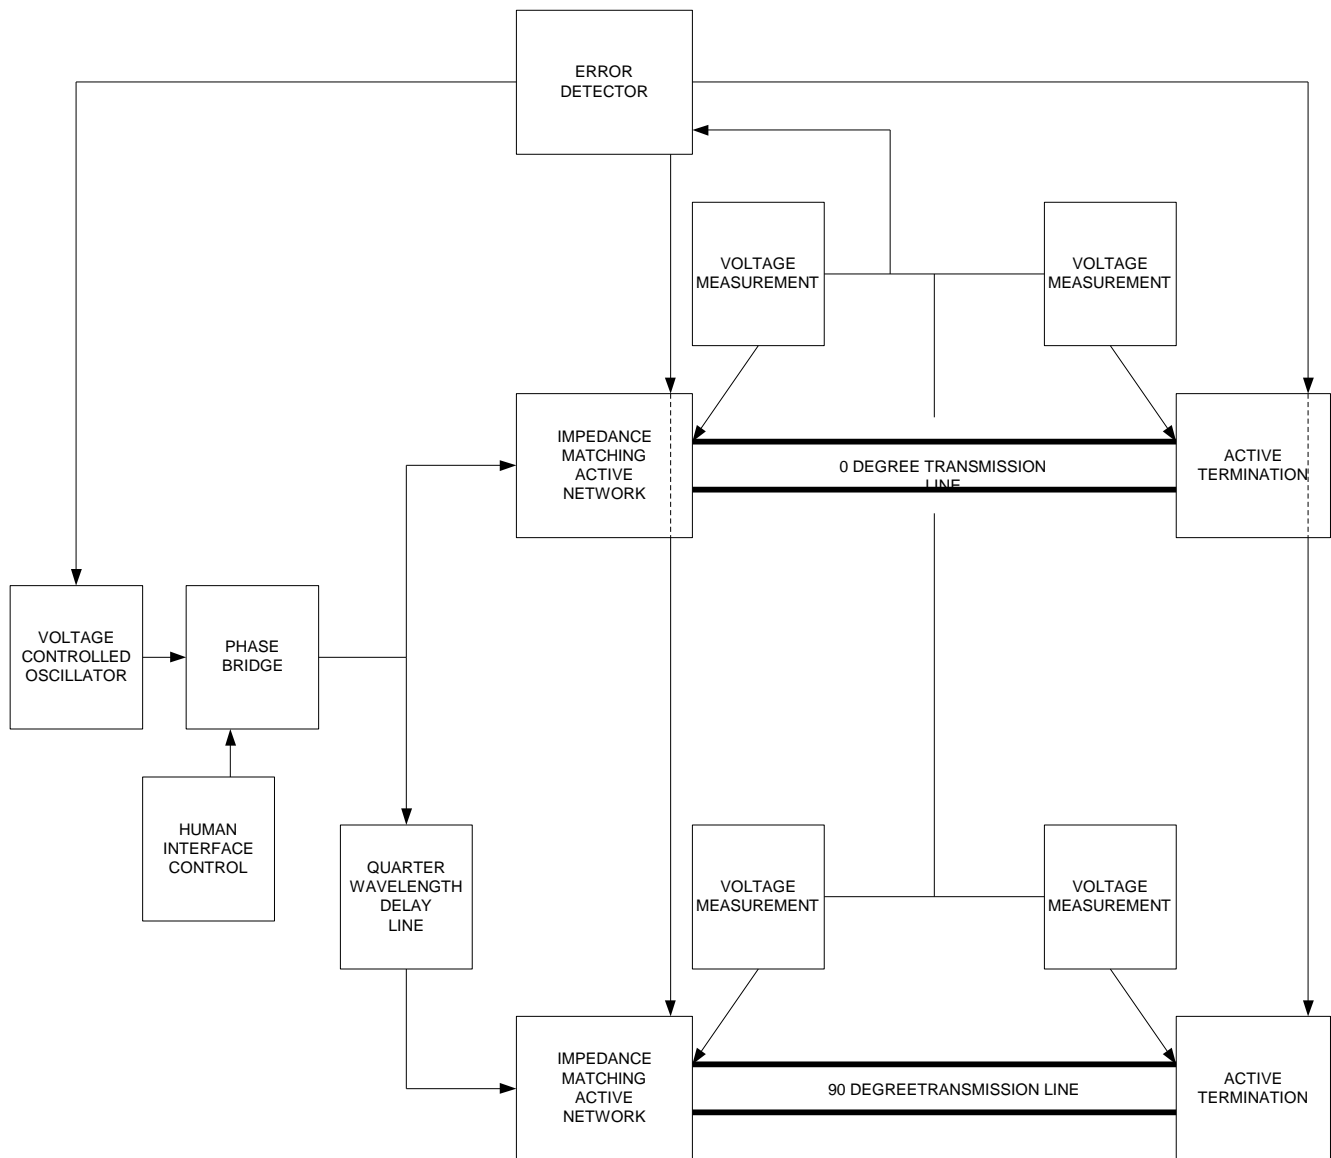 ERROR
DETECTOR
VOLTAGE
MEASUREMENT
VOLTAGE
MEASUREMENT
IMPEDANCE
MATCHING
ACTIVE
NETWORK
0 DEGREE TRANSMISSION
LINE
ACTIVE
TERMINATION
VOLTAGE
CONTROLLED
OSCILLATOR
PHASE
BRIDGE
HUMAN
INTERFACE
CONTROL
QUARTER
WAVELENGTH
DELAY
LINE
VOLTAGE
MEASUREMENT
VOLTAGE
MEASUREMENT
IMPEDANCE
MATCHING
ACTIVE
NETWORK
90 DEGREETRANSMISSION LINE
ACTIVE
TERMINATION